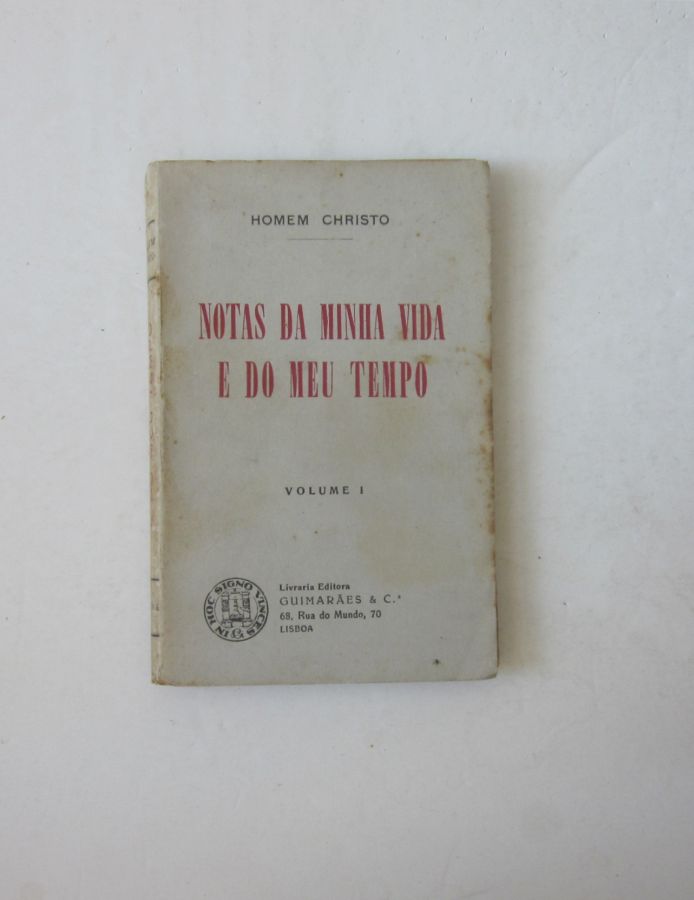 HOMEM CHRISTO
NOTAS DA MINHA VIDA
E DO MEU TEMPO
VOLUME I
IN HOC SIGNO VINCES
Livraria Editora
GUIMARÃES & C.ª
68, Rua do Mundo, 70
LISBOA